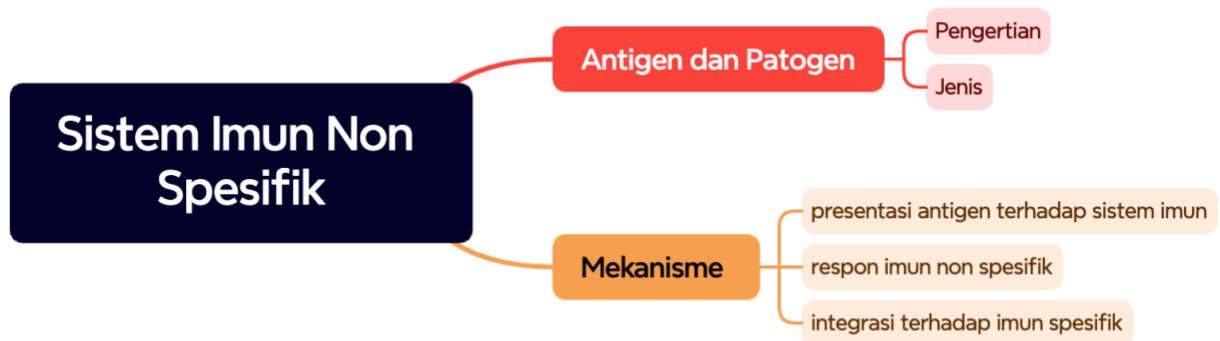 Sistem Imun Non
Spesifik
Antigen dan Patogen
Pengertian
Jenis
Mekanisme
presentasi antigen terhadap sistem imun
respon imun non spesifik
integrasi terhadap imun spesifik